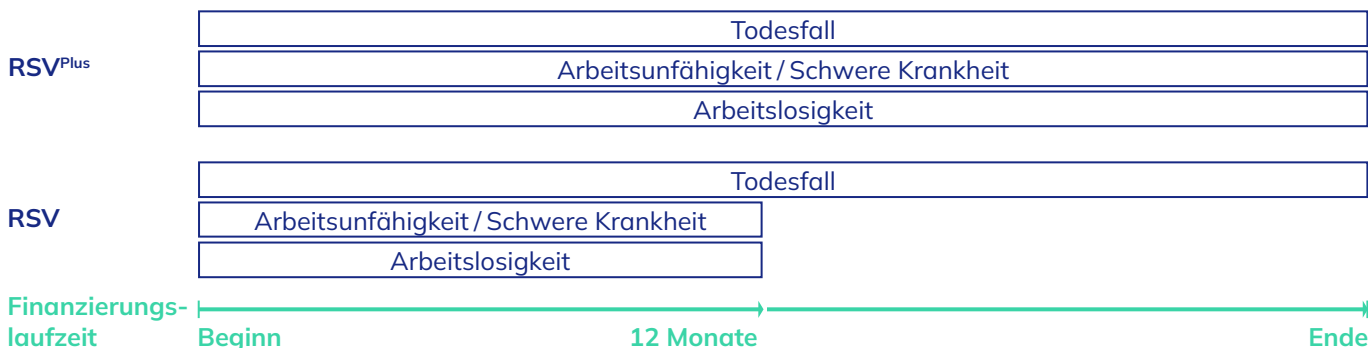 Todesfall
RSVPlus
Arbeitsunfähigkeit / Schwere Krankheit
Arbeitslosigkeit
Todesfall
RSV
Arbeitsunfähigkeit / Schwere Krankheit
Arbeitslosigkeit
Finanzierungs-
laufzeit
Beginn
12 Monate
Ende